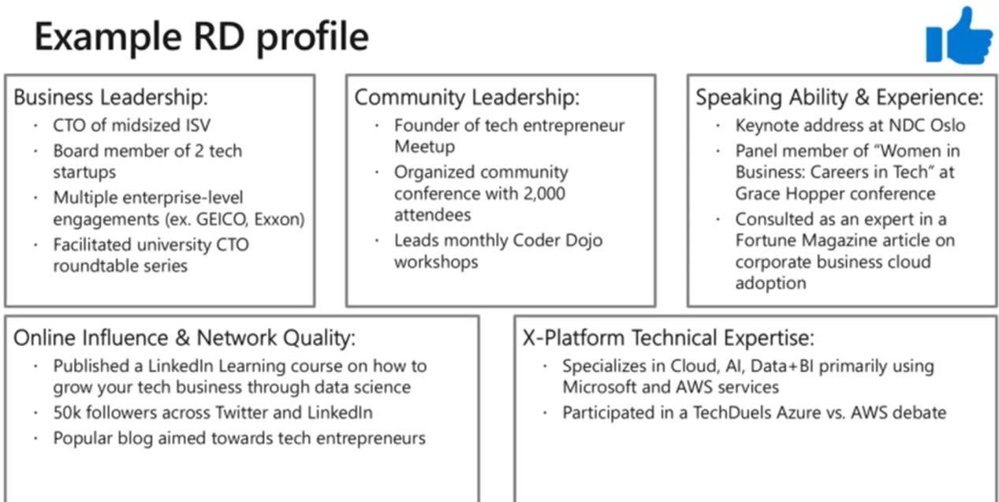 Example RD profile
Business Leadership:
· CTO of midsized ISV
· Board member of 2 tech
startups
· Multiple enterprise-level
engagements (ex. GEICO, Exxon)
· Facilitated university CTO
roundtable series
Community Leadership:
· Founder of tech entrepreneur
Meetup
· Organized community
conference with 2,000
attendees
· Leads monthly Coder Dojo
workshops
Speaking Ability & Experience:
· Keynote address at NDC Oslo
· Panel member of “Women in
Business: Careers in Tech” at
Grace Hopper conference
· Consulted as an expert in a
Fortune Magazine article on
corporate business cloud
adoption
Online Influence & Network Quality:
· Published a LinkedIn Learning course on how to
grow your tech business through data science
· 50k followers across Twitter and LinkedIn
· Popular blog aimed towards tech entrepreneurs
X-Platform Technical Expertise:
· Specializes in Cloud, AI, Data+BI primarily using
Microsoft and AWS services
· Participated in a TechDuels Azure vs. AWS debate